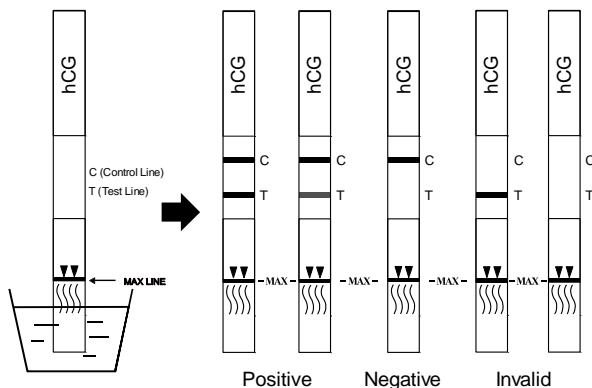 hCG
hCG
hCG
hCG
hCG
hCG
C (Control Line)
T (Test Line)
C
C
C
C
C
T
T
T
T
T
MAX LINE
MAX
MAX
MAX
MAX
Positive
Negative
Invalid